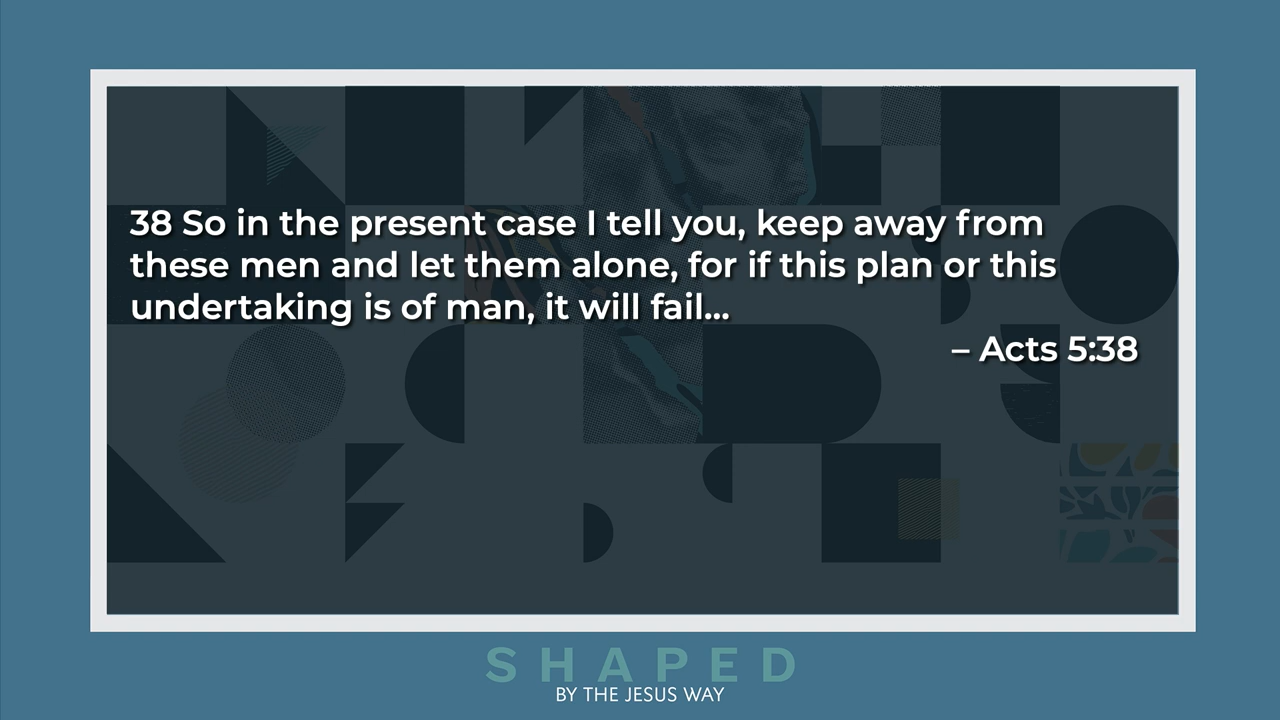 38 So in the present case I tell you, keep away from
these men and let them alone, for if this plan or this
undertaking is of man, it will fail...
– Acts 5:38
SHAPED
BY THE JESUS WAY